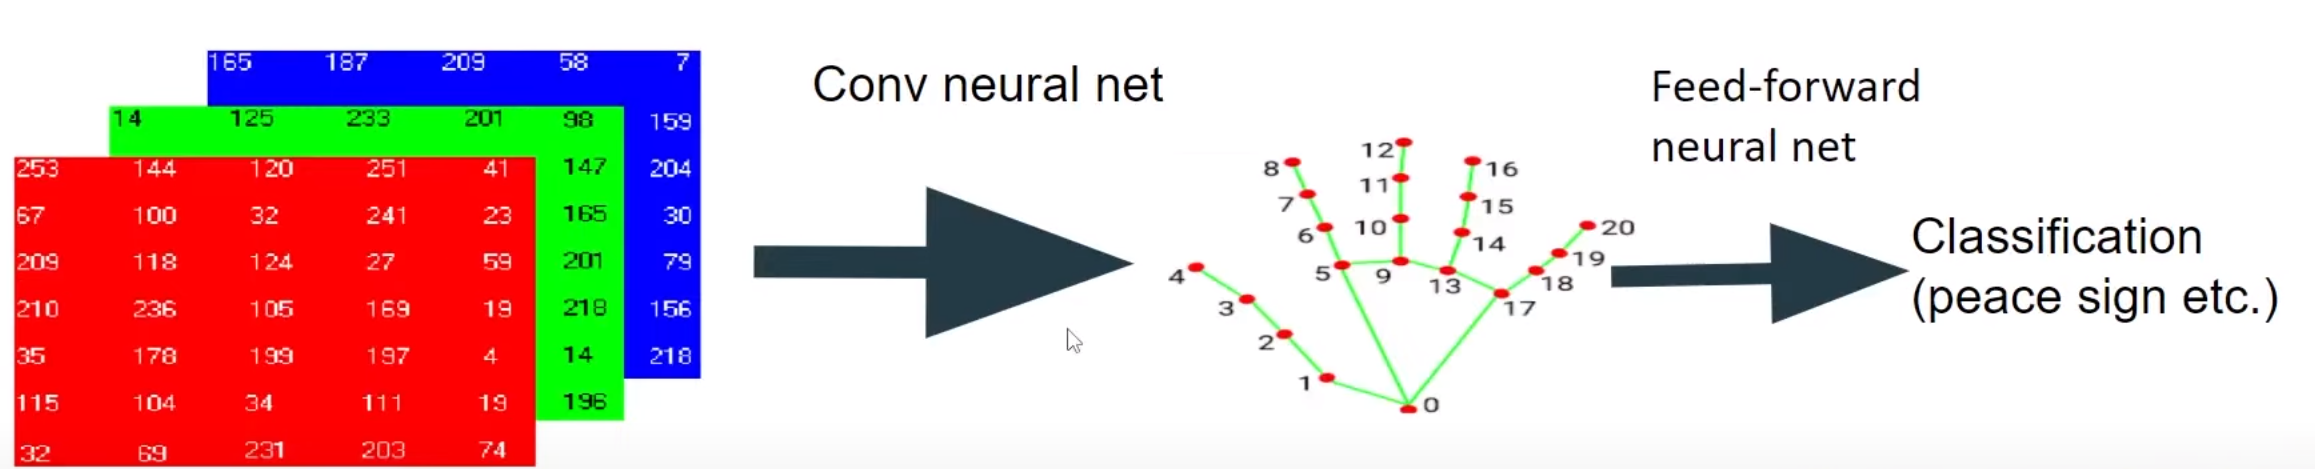 165 187 209 58 7
14 125 233 201 98 159
253 144 120 251 41 147 204
67 100 32 241 23 165 30
209 118 124 27 59 201 79
210 236 105 169 19 218 156
35 178 199 197 4 14 218
115 104 34 111 19 196
32 69 231 203 74
Conv neural net
12
8 16
11
7 15
10 20
6 14
19
4 5 9 13 18
3 17
2
1
0
Feed-forward
neural net
Classification
(peace sign etc.)